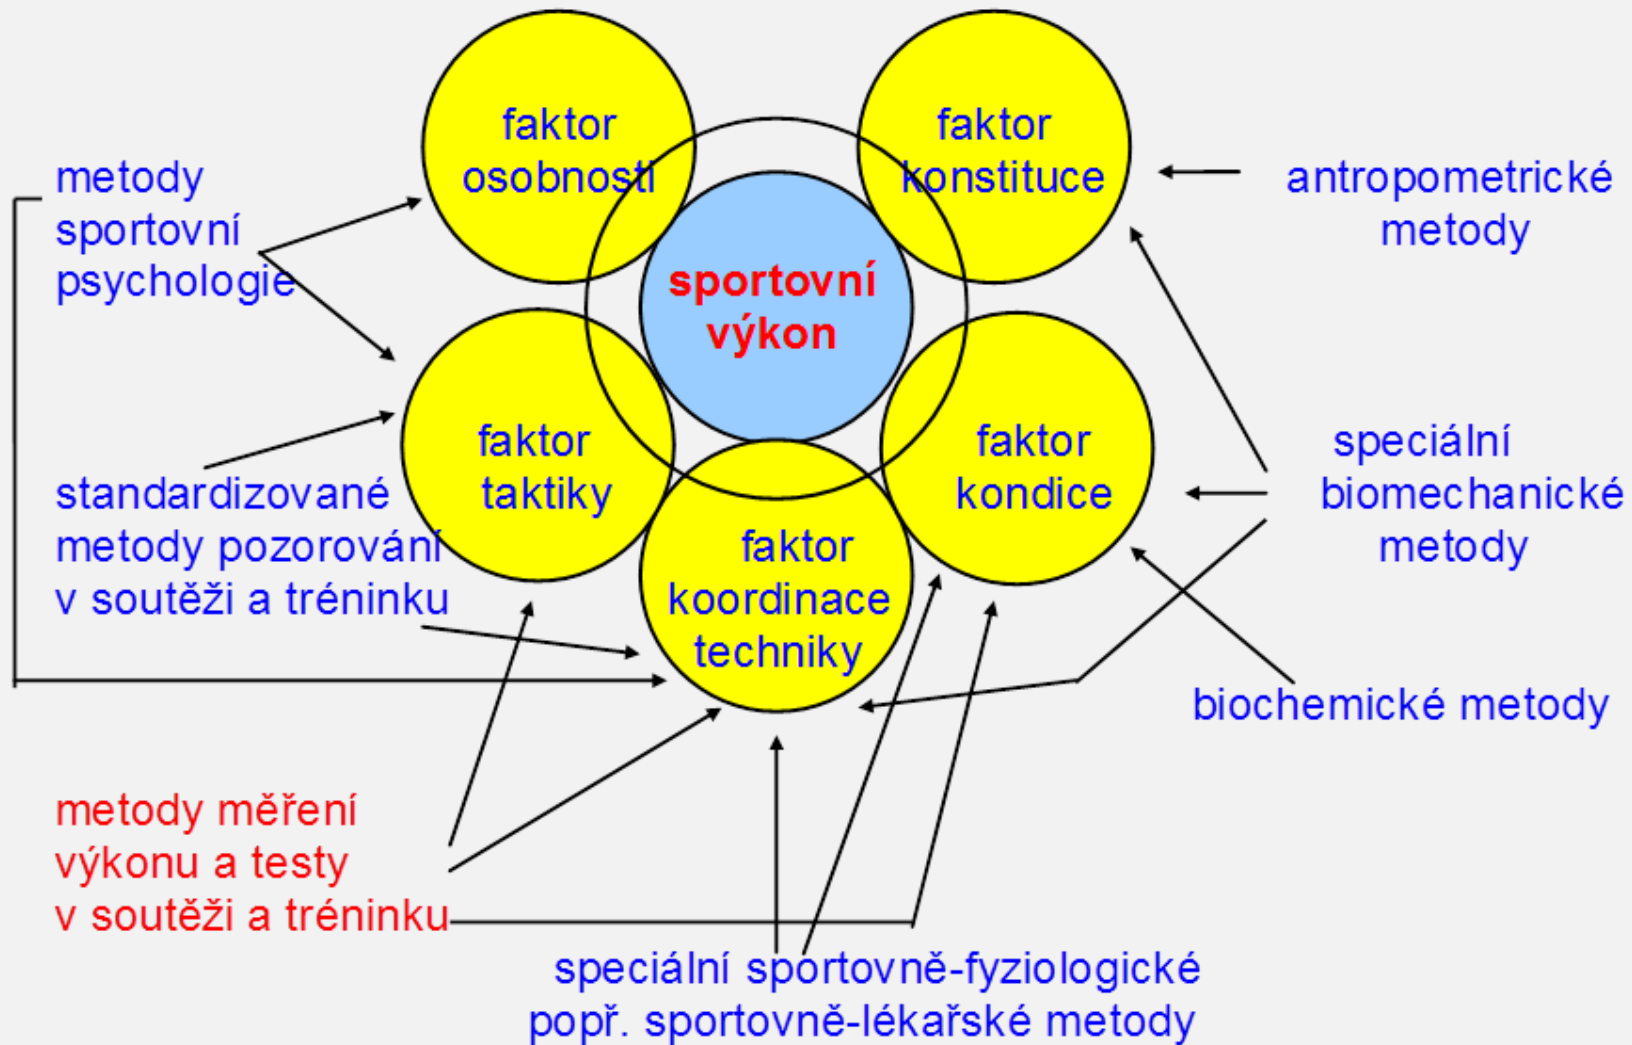 faktor
osobnosti
faktor
konstituce
metody
sportovní
psychologie
antropometrické
metody
sportovní
výkon
faktor
taktiky
faktor
kondice
speciální
biomechanické
metody
standardizované
metody pozorování
v soutěži a tréninku
faktor
koordinace
techniky
biochemické metody
metody měření
výkonu a testy
v soutěži a tréninku
speciální sportovně-fyziologické
popř. sportovně-lékařské metody